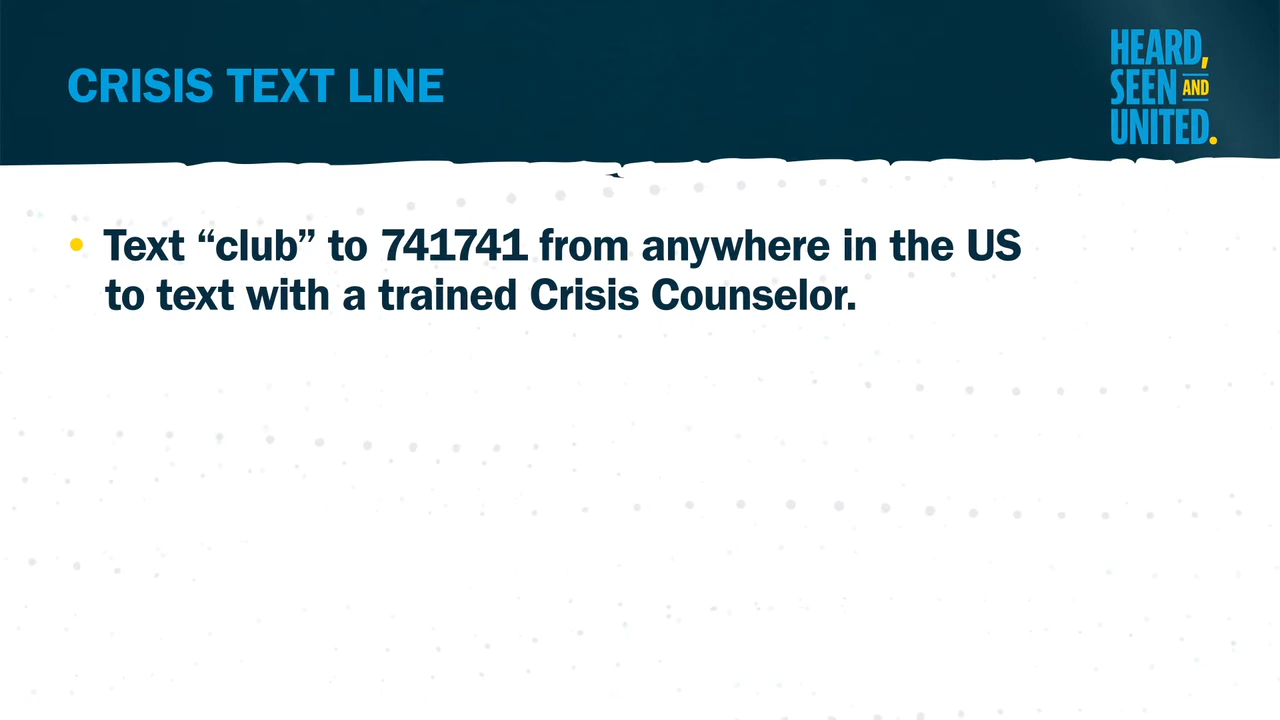 CRISIS TEXT LINE
HEARD,
SEEN AND
UNITED.
• Text “club” to 741741 from anywhere in the US
to text with a trained Crisis Counselor.